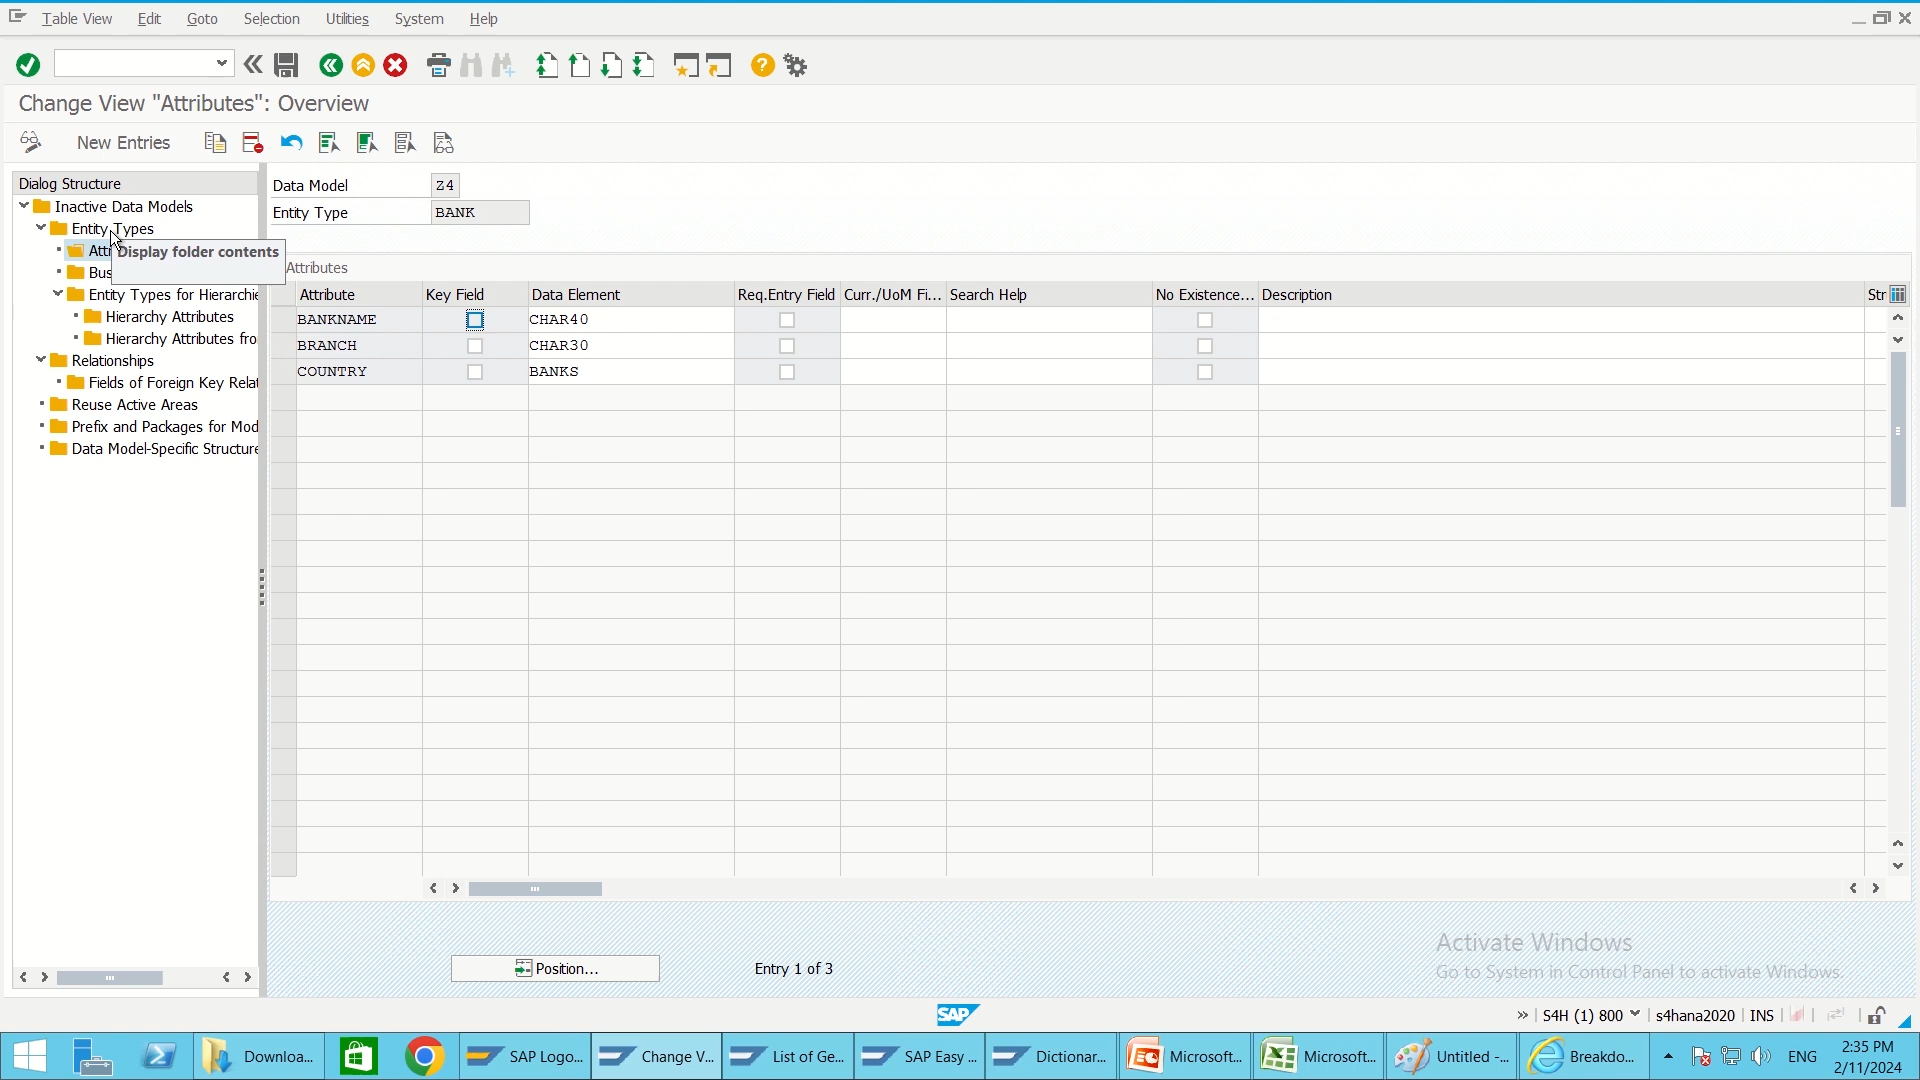 Table View Edit Goto Selection Utilities System Help
Change View "Attributes": Overview
New Entries
Dialog Structure
Inactive Data Models
Entity Types
Atti
Display folder contents
Bus
Entity Types for Hierarchie
Hierarchy Attributes
Hierarchy Attributes fro
Relationships
Fields of Foreign Key Relat
Reuse Active Areas
Prefix and Packages for Mod
Data Model-Specific Structure
Data Model Z4
Entity Type BANK
Attributes
Attribute Key Field Data Element Req.Entry Field Curr./UoM Fi... Search Help No Existence... Description Str
BANKNAME CHAR40
BRANCH CHAR30
COUNTRY BANKS
Position... Entry 1 of 3
Activate Windows
Go to System in Control Panel to activate Windows.
SAP
» S4H (1) 800 s4hana2020 INS
Downloa... SAP Logo... Change V... List of Ge... SAP Easy ... Dictionar... Microsoft... Microsoft... Untitled -... Breakdo... ENG
2:35 PM
2/11/2024